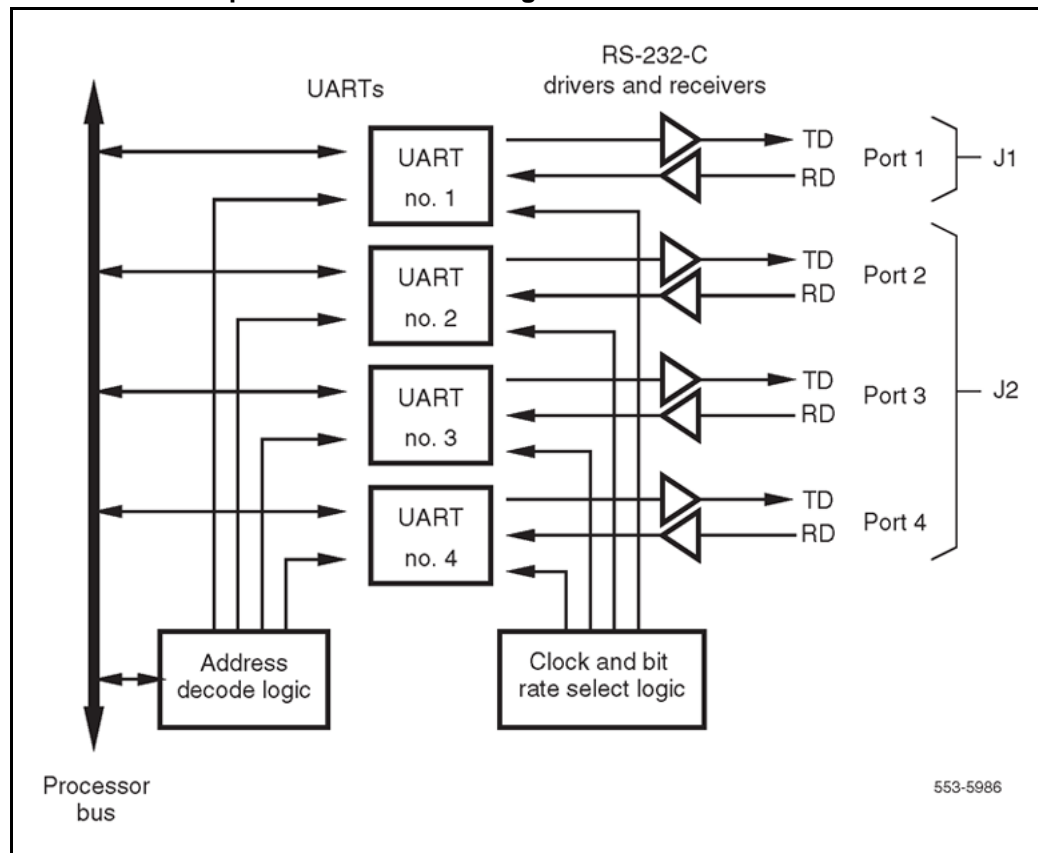 RS-232-C
drivers and receivers
UARTs
UART
no. 1
TD
RD
Port 1
J1
UART
no. 2
TD
RD
Port 2
UART
no. 3
TD
RD
Port 3
J2
UART
no. 4
TD
RD
Port 4
Address
decode logic
Clock and bit
rate select logic
Processor
bus
553-5986